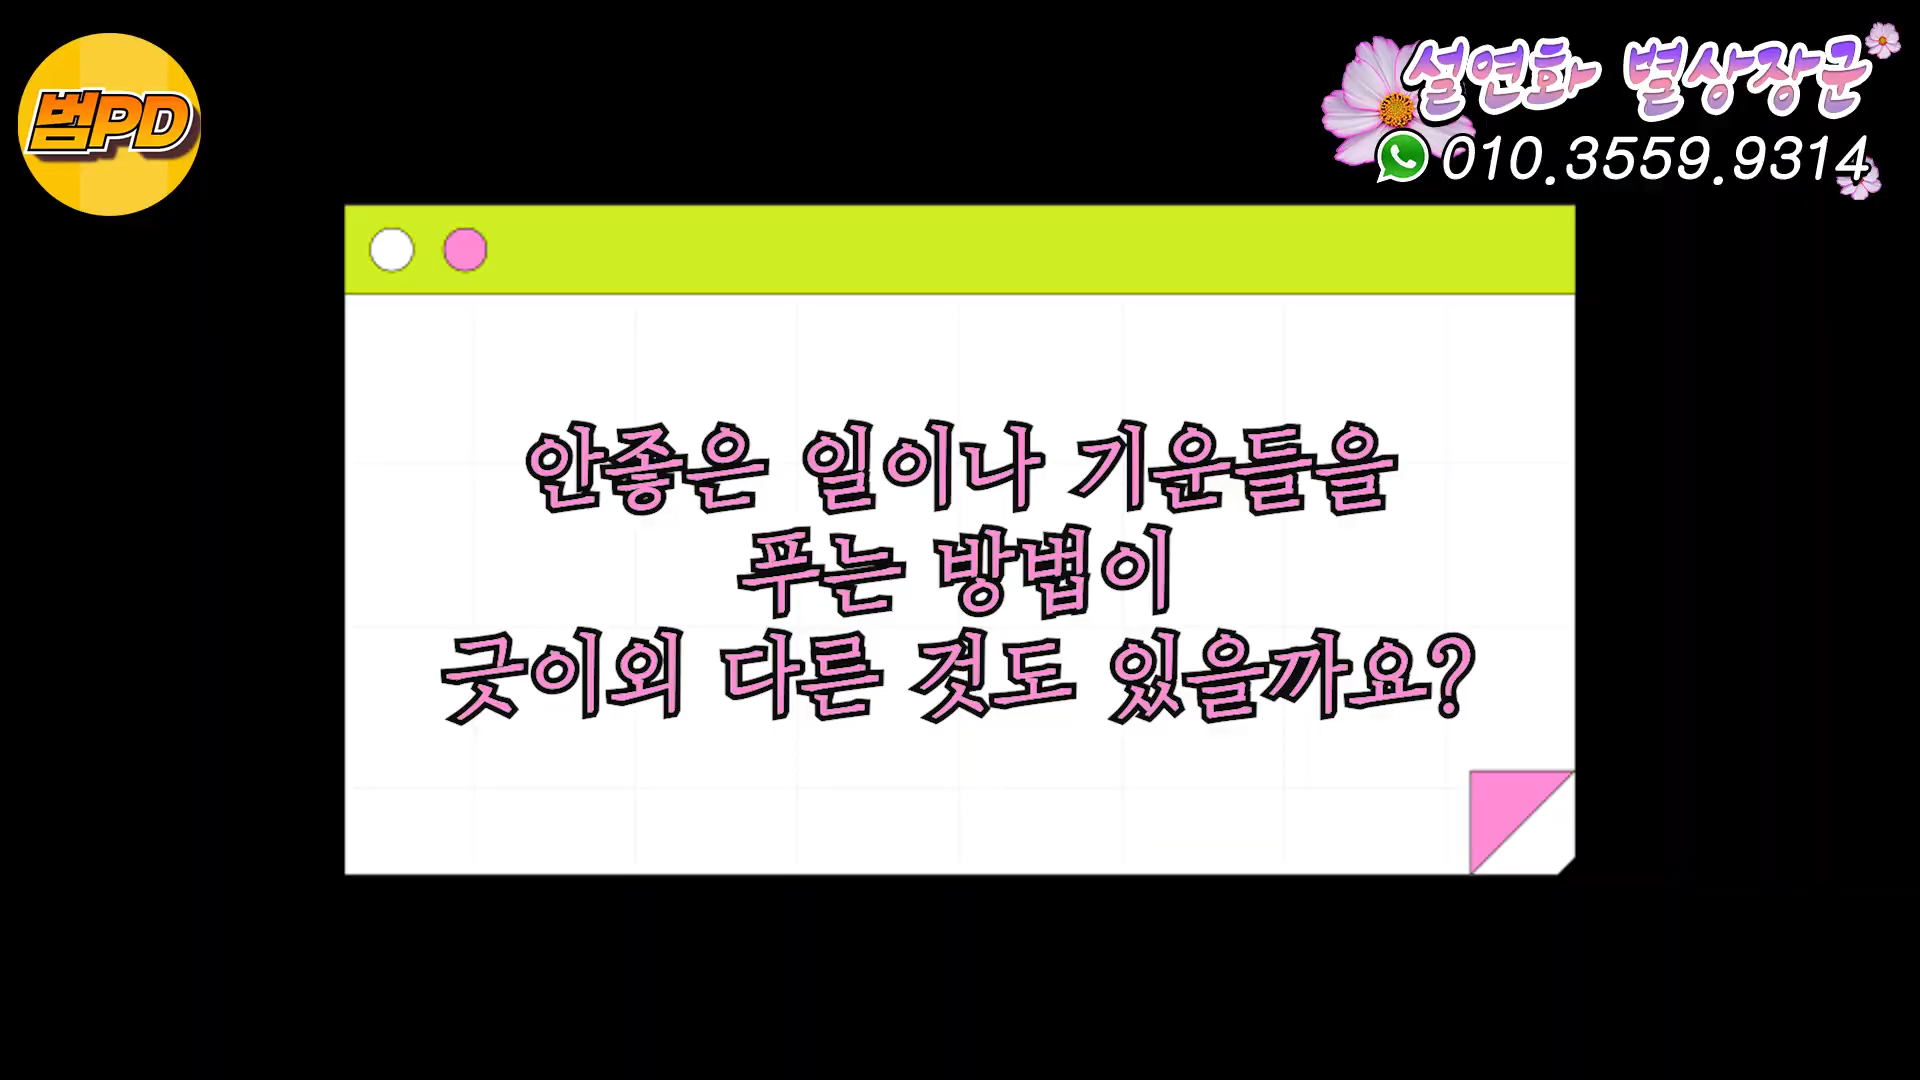 범PD
설연화 별상장군
010.3559.9314
안좋은 일이나 기운들을
푸는 방법이
굿이외 다른 것도 있을까요?